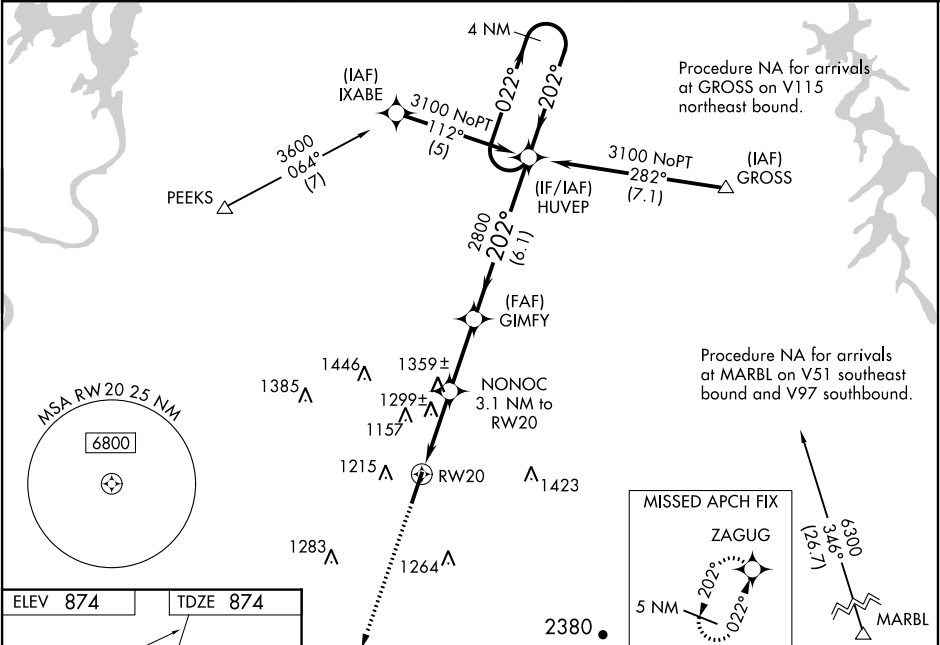 4 NM
022°
202°
Procedure NA for arrivals
at GROSS on V115
northeast bound.
(IAF)
IXABE
3100 NoPT
112°
(5)
3600
064°
(7)
PEEKS
3100 NoPT
282°
(7.1)
(IAF)
GROSS
(IF/IAF)
HUVEP
2800
202°
(6.1)
(FAF)
GIMFY
Procedure NA for arrivals
at MARBL on V51 southeast
bound and V97 southbound.
1446
1359±
1385
1299±
1157
NONOC
3.1 NM to
RW20
MSA RW20 25 NM
6800
1215
RW20
1423
MISSED APCH FIX
ZAGUG
202°
022°
5 NM
6300
346°
(26.7)
MARBL
1283
1264
2380
ELEV 874
TDZE 874